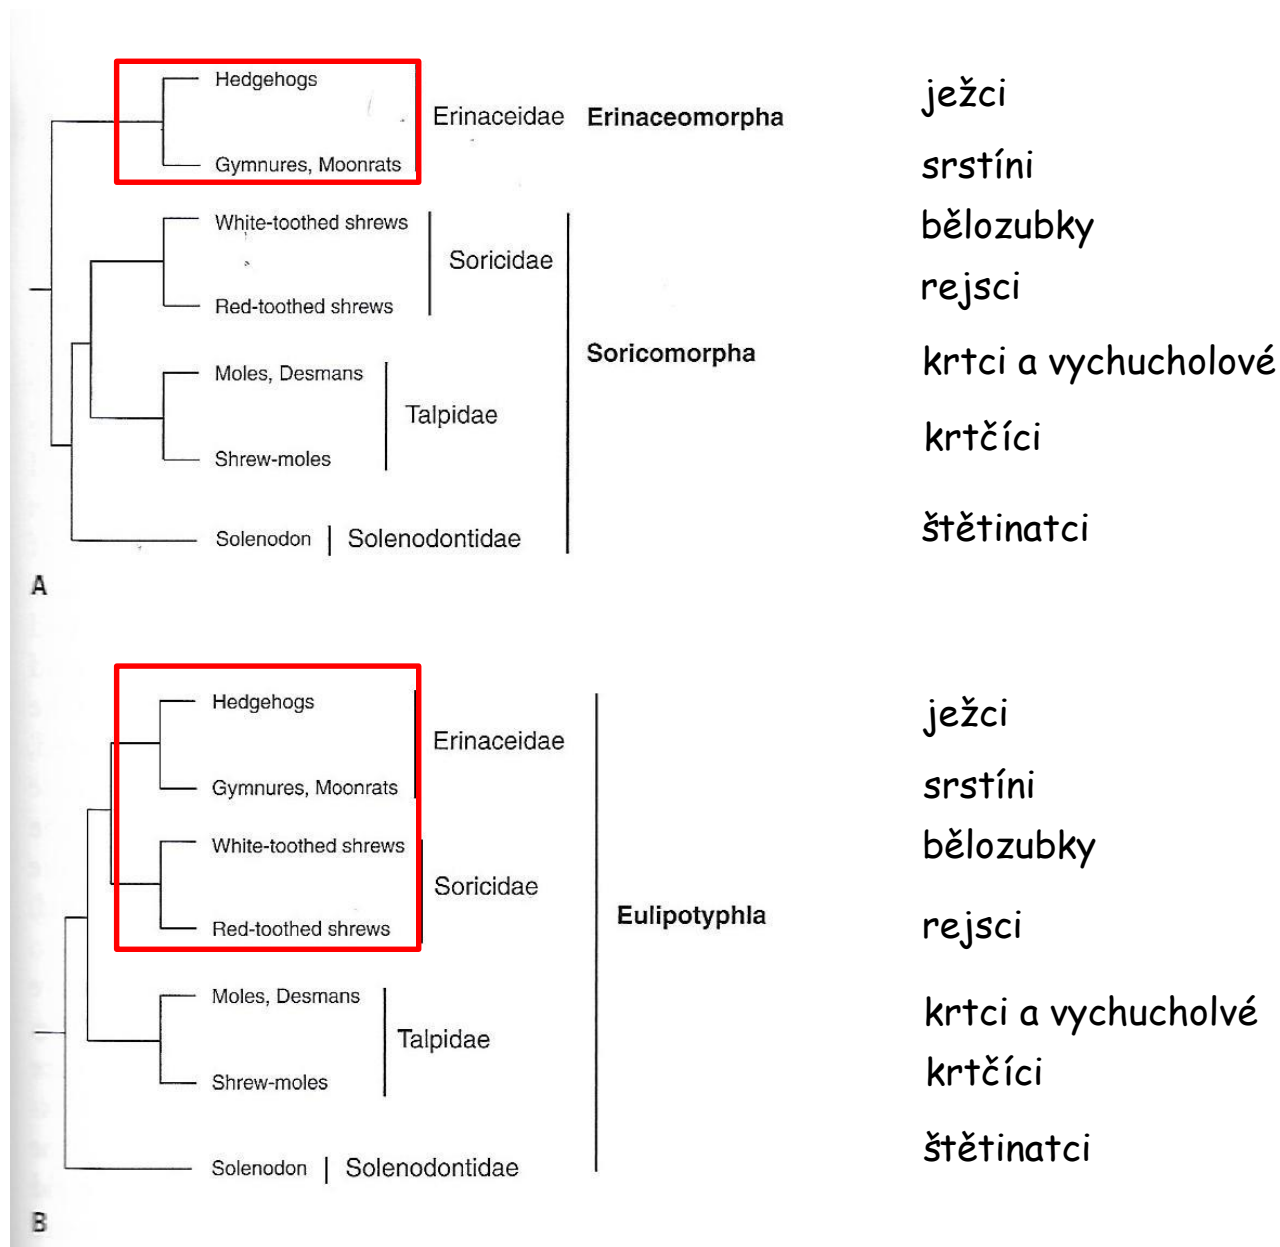 Hedgehogs
Erinaceidae Erinaceomorpha
ježci
Gymnures, Moonrats
srstíni
White-toothed shrews
bělozubky
Soricidae
Red-toothed shrews
rejsci
Soricomorpha
Moles, Desmans
krtci a vychucholové
Talpidae
Shrew-moles
krtčíci
Solenodon
Solenodontidae
štětinatci
A
Hedgehogs
ježci
Erinaceidae
Gymnures, Moonrats
srstíni
White-toothed shrews
bělozubky
Soricidae
Eulipotyphla
Red-toothed shrews
rejsci
Moles, Desmans
krtci a vychucholvé
Talpidae
Shrew-moles
krtčíci
Solenodon
Solenodontidae
štětinatci
B